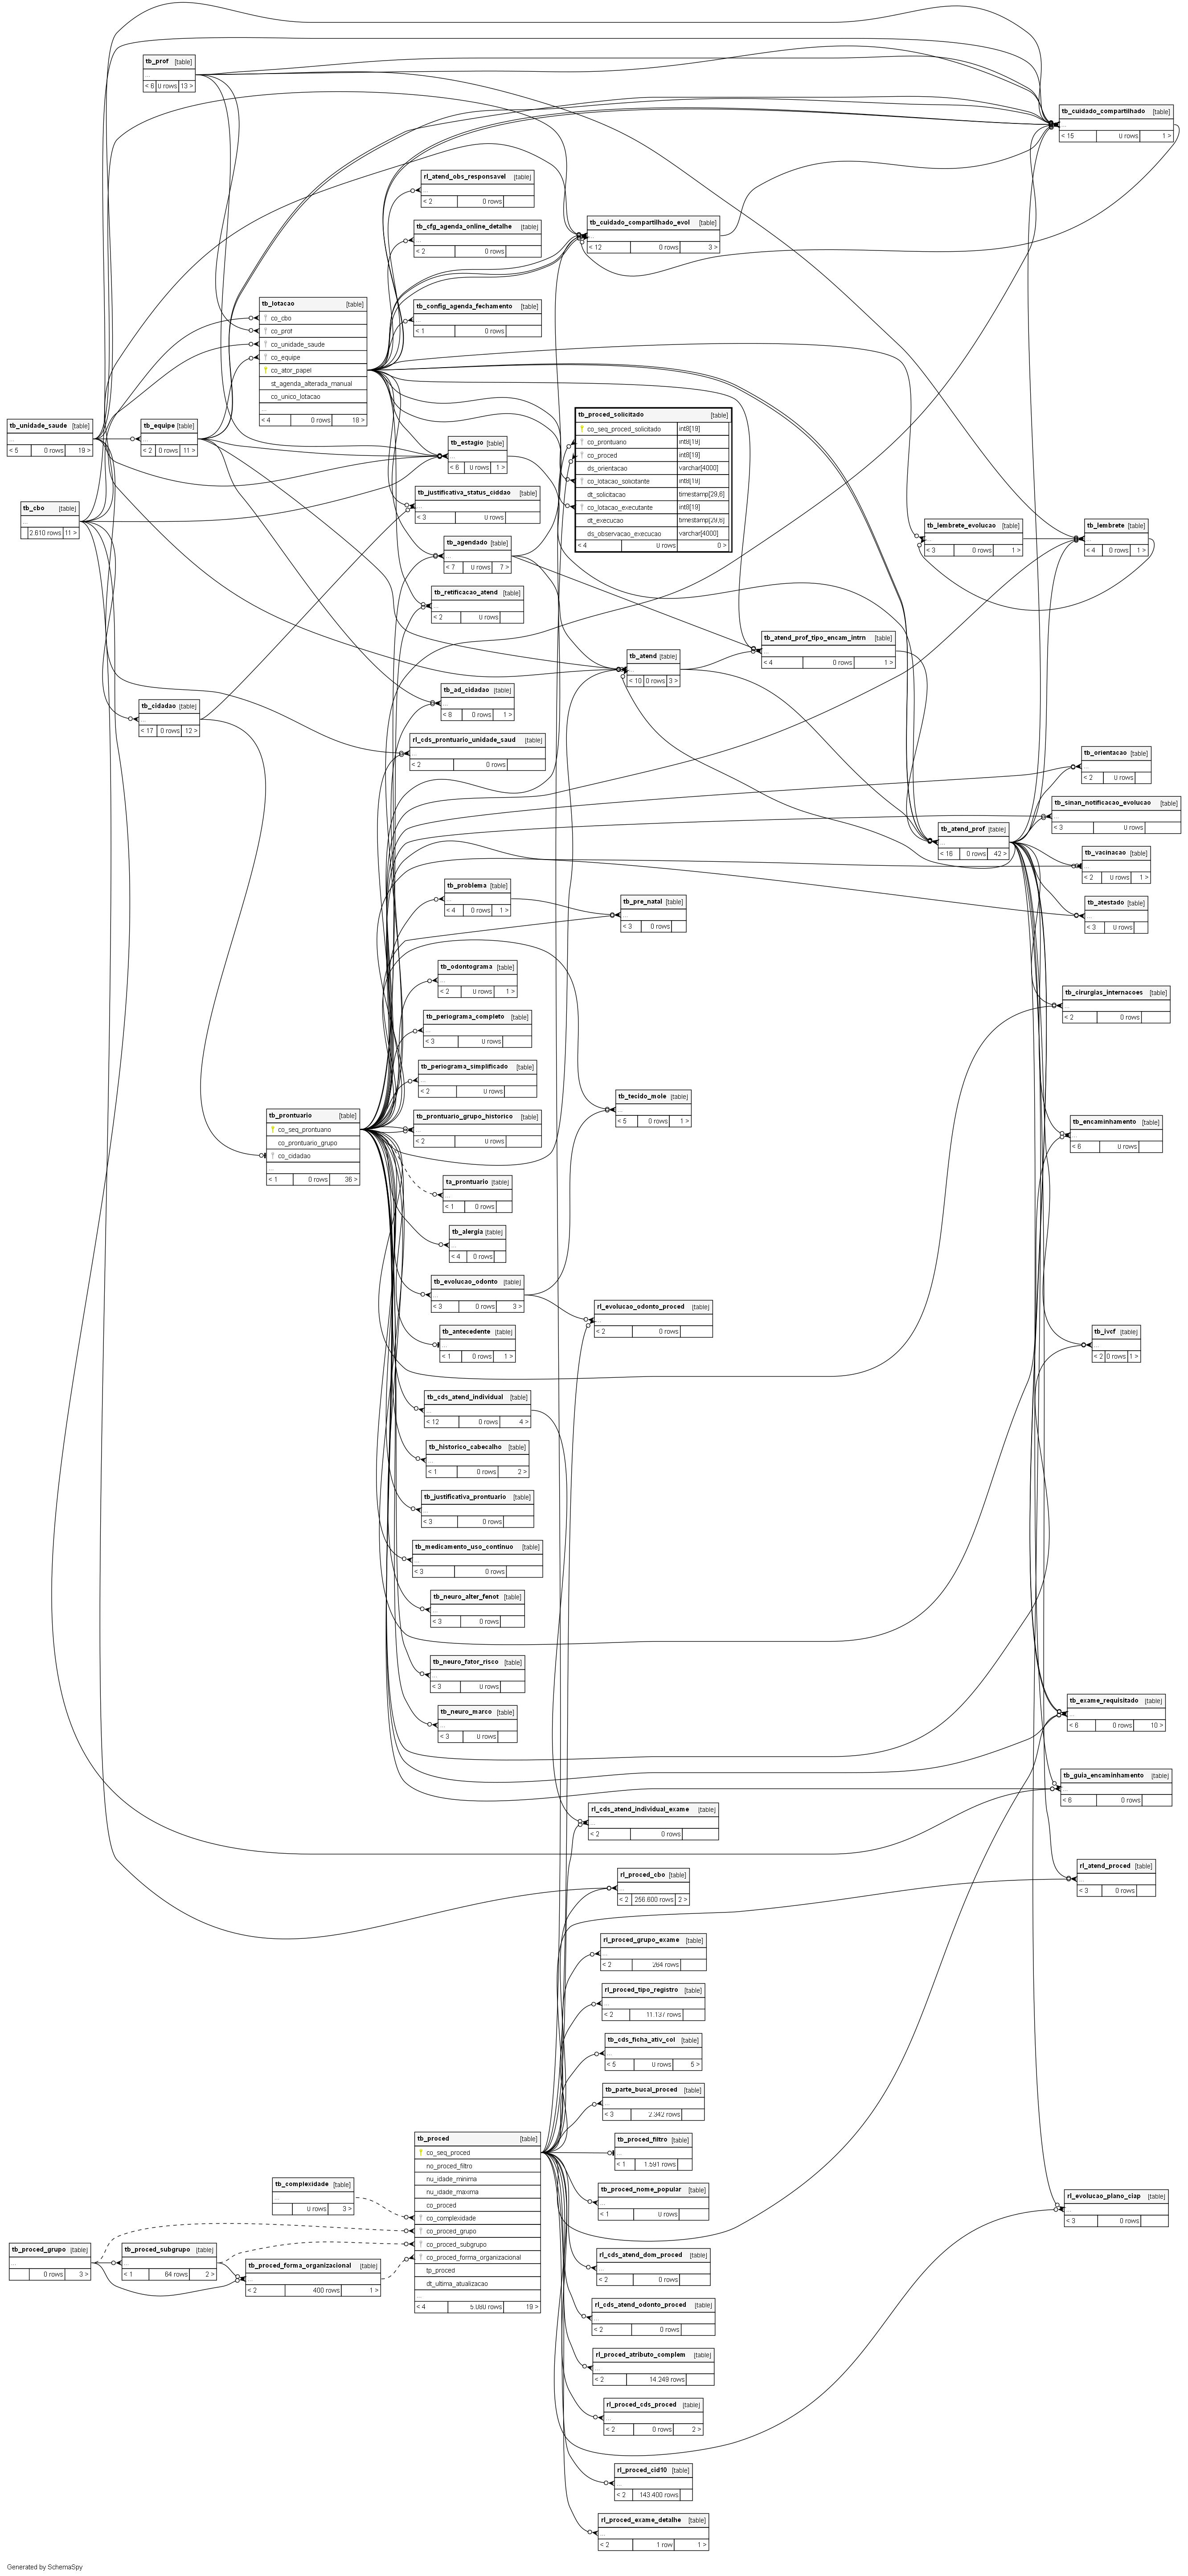 tb_prof [table]
...
< 6 0 rows 13 >
tb_cuidado_compartilhado [table]
...
< 15 0 rows 1 >
rl_atend_obs_responsavel [table]
...
< 2 0 rows
tb_cfg_agenda_online_detalhe [table]
...
< 2 0 rows
tb_cuidado_compartilhado_evol [table]
...
< 12 0 rows 3 >
tb_lotacao [table]
co_cbo
co_prof
co_unidade_saude
co_equipe
co_ator_papel
st_agenda_alterada_manual
co_unico_lotacao
...
< 4 0 rows 18 >
tb_config_agenda_fechamento [table]
...
< 1 0 rows
tb_proced_solicitado [table]
co_seq_proced_solicitado int8[19]
co_prontuario int8[19]
co_proced int8[19]
ds_orientacao varchar[4000]
co_lotacao_solicitante int8[19]
dt_solicitacao timestamp[29,6]
co_lotacao_executante int8[19]
dt_execucao timestamp[29,6]
ds_observacao_execucao varchar[4000]
< 4 0 rows 0 >
tb_unidade_saude [table]
...
< 5 0 rows 19 >
tb_equipe [table]
...
< 2 0 rows 11 >
tb_estagio [table]
...
< 6 0 rows 1 >
tb_cbo [table]
...
2.610 rows 11 >
tb_justificativa_status_ciddao [table]
...
< 3 0 rows
tb_lembrete_evolucao [table]
...
< 3 0 rows 1 >
tb_lembrete [table]
...
< 4 0 rows 1 >
tb_agendado [table]
...
< 7 0 rows 7 >
tb_retificacao_atend [table]
...
< 2 0 rows
tb_atend_prof_tipo_encam_intrn [table]
...
< 4 0 rows 1 >
tb_atend [table]
...
< 10 0 rows 3 >
tb_ad_cidadao [table]
...
< 8 0 rows 1 >
tb_cidadao [table]
...
< 17 0 rows 12 >
rl_cds_prontuario_unidade_saud [table]
...
< 2 0 rows
tb_orientacao [table]
...
< 2 0 rows
tb_sinan_notificacao_evolucao [table]
...
< 3 0 rows
tb_atend_prof [table]
...
< 16 0 rows 42 >
tb_vacinacao [table]
...
< 2 0 rows 1 >
tb_problema [table]
...
< 4 0 rows 1 >
tb_pre_natal [table]
...
< 3 0 rows
tb_atestado [table]
...
< 3 0 rows
tb_odontograma [table]
...
< 2 0 rows 1 >
tb_cirurgias_internacoes [table]
...
< 2 0 rows
tb_periograma_completo [table]
...
< 3 0 rows
tb_periograma_simplificado [table]
...
< 2 0 rows
tb_tecido_mole [table]
...
< 5 0 rows 1 >
tb_prontuario [table]
co_seq_prontuario
co_prontuario_grupo
co_cidadao
...
< 1 0 rows 36 >
tb_prontuario_grupo_historico [table]
...
< 2 0 rows
tb_encaminhamento [table]
...
< 6 0 rows
ta_prontuario [table]
...
< 1 0 rows
tb_alergia [table]
...
< 4 0 rows
tb_evolucao_odonto [table]
...
< 3 0 rows 3 >
rl_evolucao_odonto_proced [table]
...
< 2 0 rows
tb_antecedente [table]
...
< 1 0 rows 1 >
tb_ivcf [table]
...
< 2 0 rows 1 >
tb_cds_atend_individual [table]
...
< 12 0 rows 4 >
tb_historico_cabecalho [table]
...
< 1 0 rows 2 >
tb_justificativa_prontuario [table]
...
< 3 0 rows
tb_medicamento_uso_continuo [table]
...
< 3 0 rows
tb_neuro_alter_fenot [table]
...
< 3 0 rows
tb_neuro_fator_risco [table]
...
< 3 0 rows
tb_neuro_marco [table]
...
< 3 0 rows
tb_exame_requisitado [table]
...
< 6 0 rows 10 >
tb_guia_encaminhamento [table]
...
< 6 0 rows
rl_cds_atend_individual_exame [table]
...
< 2 0 rows
rl_atend_proced [table]
...
< 3 0 rows
rl_proced_cbo [table]
...
< 2 256.600 rows 2 >
rl_proced_grupo_exame [table]
...
< 2 264 rows
rl_proced_tipo_registro [table]
...
< 2 11.137 rows
tb_cds_ficha_ativ_col [table]
...
< 5 0 rows 5 >
tb_parte_bucal_proced [table]
...
< 3 2.342 rows
tb_proced [table]
co_seq_proced
no_proced_filtro
nu_idade_minima
nu_idade_maxima
co_proced
co_complexidade
co_proced_grupo
co_proced_subgrupo
co_proced_forma_organizacional
tp_proced
dt_ultima_atualizacao
...
< 4 5.080 rows 19 >
tb_proced_filtro [table]
...
< 1 1.591 rows
tb_complexidade [table]
...
0 rows 3 >
tb_proced_nome_popular [table]
...
< 1 0 rows
rl_evolucao_plano_ciap [table]
...
< 3 0 rows
tb_proced_grupo [table]
...
0 rows 3 >
tb_proced_subgrupo [table]
...
< 1 64 rows 2 >
tb_proced_forma_organizacional [table]
...
< 2 400 rows 1 >
rl_cds_atend_dom_proced [table]
...
< 2 0 rows
rl_cds_atend_odonto_proced [table]
...
< 2 0 rows
rl_proced_atributo_complem [table]
...
< 2 14.249 rows
rl_proced_cds_proced [table]
...
< 2 0 rows 2 >
rl_proced_cid10 [table]
...
< 2 143.400 rows
rl_proced_exame_detalhe [table]
...
< 2 1 row 1 >
Generated by SchemaSpy